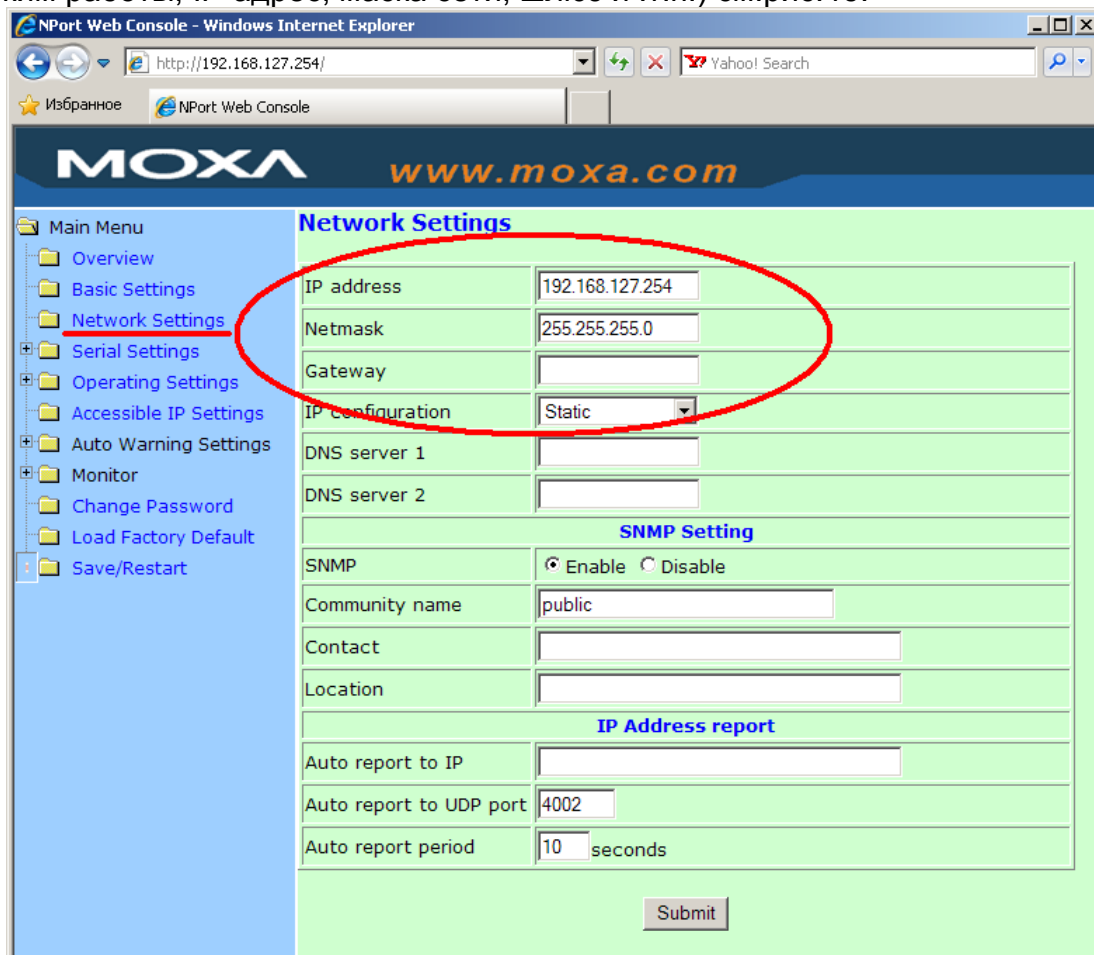 NPort Web Console - Windows Internet Explorer
http://192.168.127.254/
Yahoo! Search
Избранное
NPort Web Console
MOXA
www.moxa.com
Main Menu
Overview
Basic Settings
Network Settings
Serial Settings
Operating Settings
Accessible IP Settings
Auto Warning Settings
Monitor
Change Password
Load Factory Default
Save/Restart
Network Settings
IP address 192.168.127.254
Netmask 255.255.255.0
Gateway
IP configuration Static
DNS server 1
DNS server 2
SNMP Setting
SNMP Enable Disable
Community name public
Contact
Location
IP Address report
Auto report to IP
Auto report to UDP port 4002
Auto report period 10 seconds
Submit